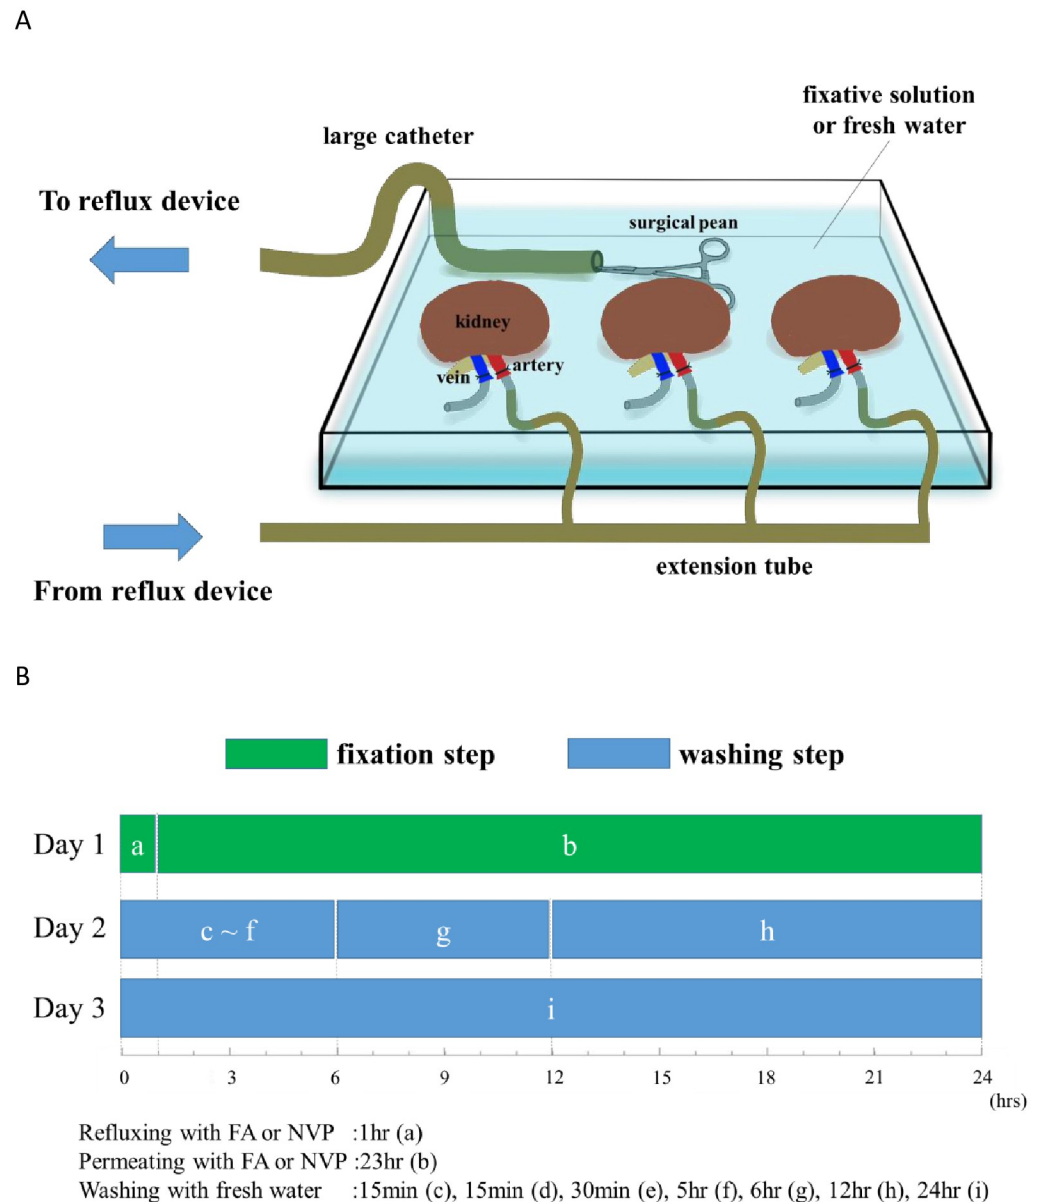 A
fixative solution
or fresh water
large catheter
To reflux device
surgical pean
kidney
artery
vein
extension tube
From reflux device
B
fixation step
washing step
Day 1
a
b
Day 2
c ~ f
g
h
Day 3
i
0 3 6 9 12 15 18 21 24
(hrs)
Refluxing with FA or NVP :1hr (a)
Permeating with FA or NVP :23hr (b)
Washing with fresh water :15min (c), 15min (d), 30min (e), 5hr (f), 6hr (g), 12hr (h), 24hr (i)